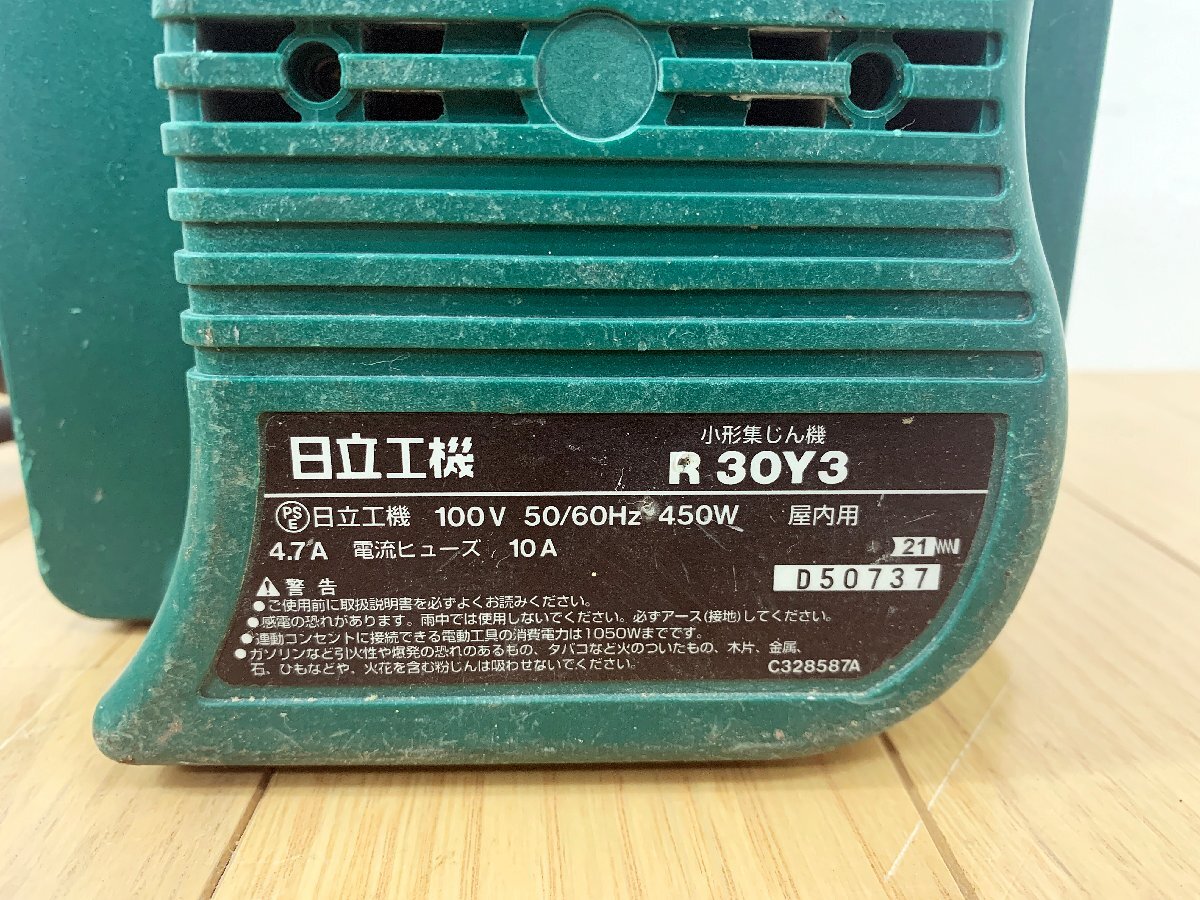 小形集じん機
日立工機 R 30Y3
PS E 日立工機 100V 50/60Hz 450W 屋内用
4.7A 電流ヒューズ 10A
21
D50737
警告
●ご使用前に取扱説明書を必ずよくお読みください。
●感電の恐れがあります。雨中では使用しないでください。必ずアース(接地)してください。
●連動コンセントに接続できる電動工具の消費電力は1050Wまでです。
●ガソリンなど引火性や爆発の恐れのあるもの、タバコなど火のついたもの、木片、金属、
石、ひもなどや、火花を含む粉じんは吸わせないでください。
C328587A